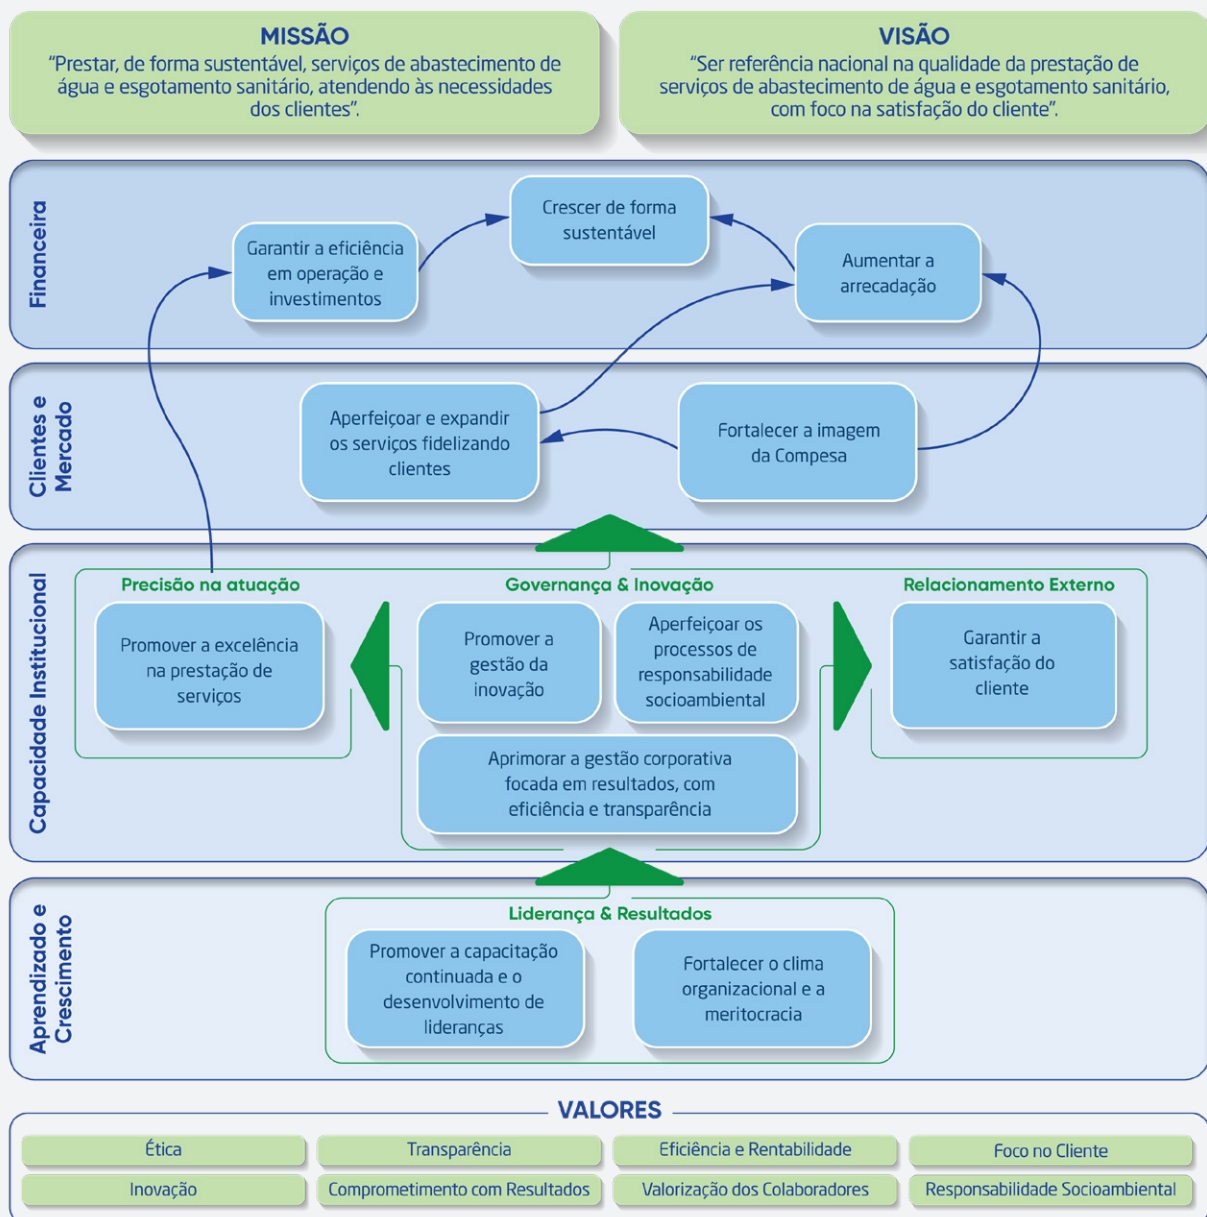 MISSÃO
“Prestar, de forma sustentável, serviços de abastecimento de
água e esgotamento sanitário, atendendo às necessidades
dos clientes”.
VISÃO
“Ser referência nacional na qualidade da prestação de
serviços de abastecimento de água e esgotamento sanitário,
com foco na satisfação do cliente”.
Financeira
Garantir a eficiência
em operação e
investimentos
Crescer de forma
sustentável
Aumentar a
arrecadação
Clientes e
Mercado
Aperfeiçoar e expandir
os serviços fidelizando
clientes
Fortalecer a imagem
da Compesa
Capacidade Institucional
Precisão na atuação
Promover a excelência
na prestação de
serviços
Governança & Inovação
Promover a
gestão da
inovação
Aperfeiçoar os
processos de
responsabilidade
socioambiental
Aprimorar a gestão corporativa
focada em resultados, com
eficiência e transparência
Relacionamento Externo
Garantir a
satisfação do
cliente
Aprendizado e
Crescimento
Liderança & Resultados
Promover a capacitação
continuada e o
desenvolvimento de
lideranças
Fortalecer o clima
organizacional e a
meritocracia
VALORES
Ética
Transparência
Eficiência e Rentabilidade
Foco no Cliente
Inovação
Comprometimento com Resultados
Valorização dos Colaboradores
Responsabilidade Socioambiental